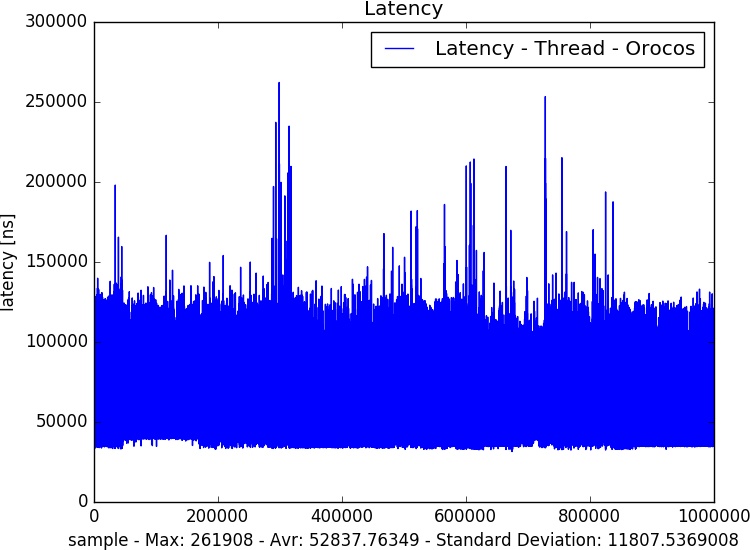 Latency
300000
Latency - Thread - Orocos
250000
200000
150000
latency [ns]
100000
50000
0
0 200000 400000 600000 800000 1000000
sample - Max: 261908 - Avr: 52837.76349 - Standard Deviation: 11807.5369008